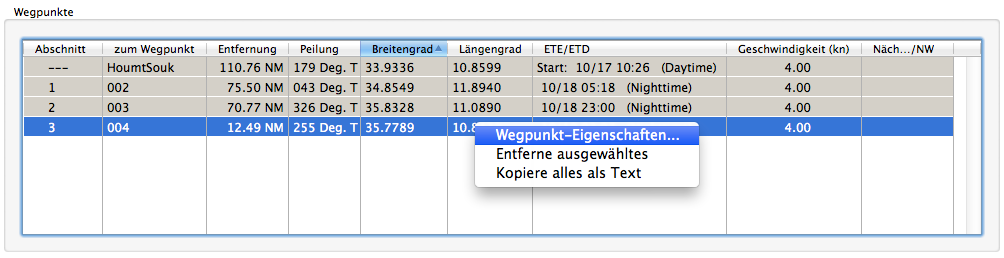 Wegpunkte
Abschnitt zum Wegpunkt Entfernung Peilung Breitengrad Längengrad ETE/ETD Geschwindigkeit (kn) Näch.../NW
--- HoumtSouk 110.76 NM 179 Deg. T 33.9336 10.8599 Start: 10/17 10:26 (Daytime) 4.00
1 002 75.50 NM 043 Deg. T 34.8549 11.8940 10/18 05:18 (Nighttime) 4.00
2 003 70.77 NM 326 Deg. T 35.8328 11.0890 10/18 23:00 (Nighttime) 4.00
3 004 12.49 NM 255 Deg. T 35.7789 10.8 4.00
Wegpunkt-Eigenschaften...
Entferne ausgewähltes
Kopiere alles als Text